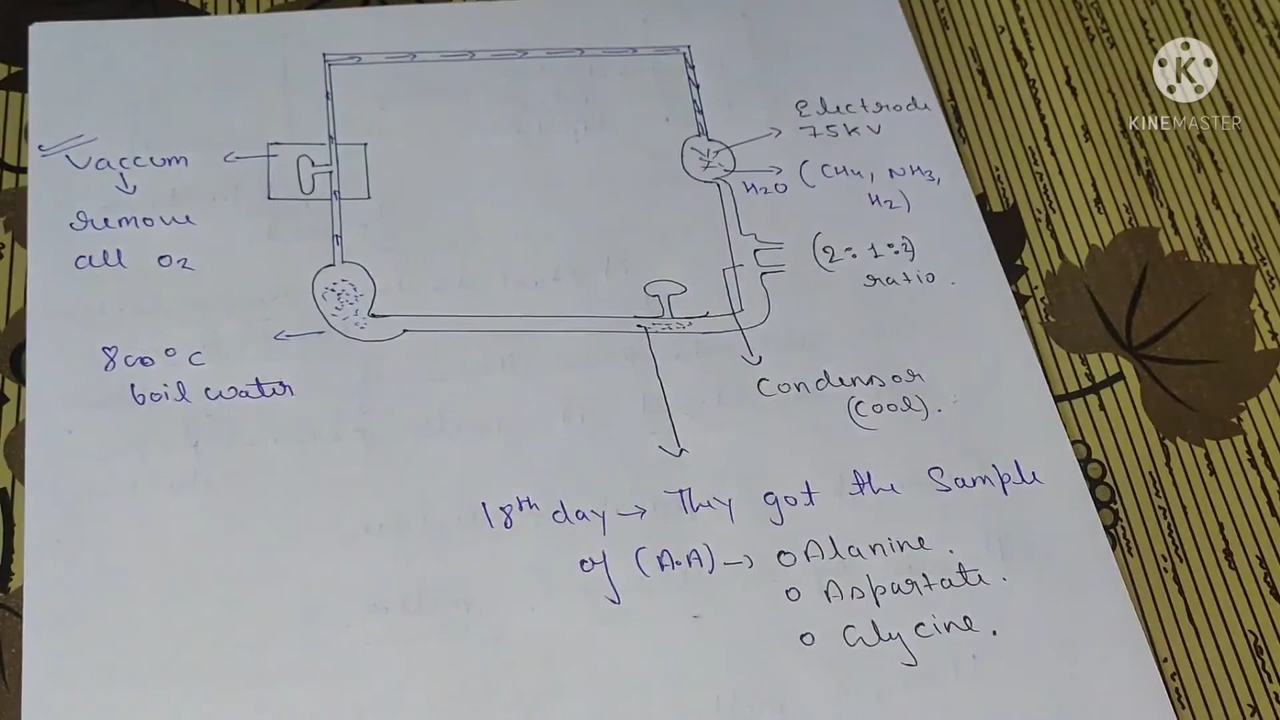 Vaccum
remove
all O2
800°C
boil water
Electrode
75KV
H2O (CH4, NH3,
H2)
(2:1:2)
ratio.
Condensor
(Cool).
18th day → They got the Sample
of (A.A) → o Alanine.
o Aspartate.
o Glycine.
K
KINEMASTER